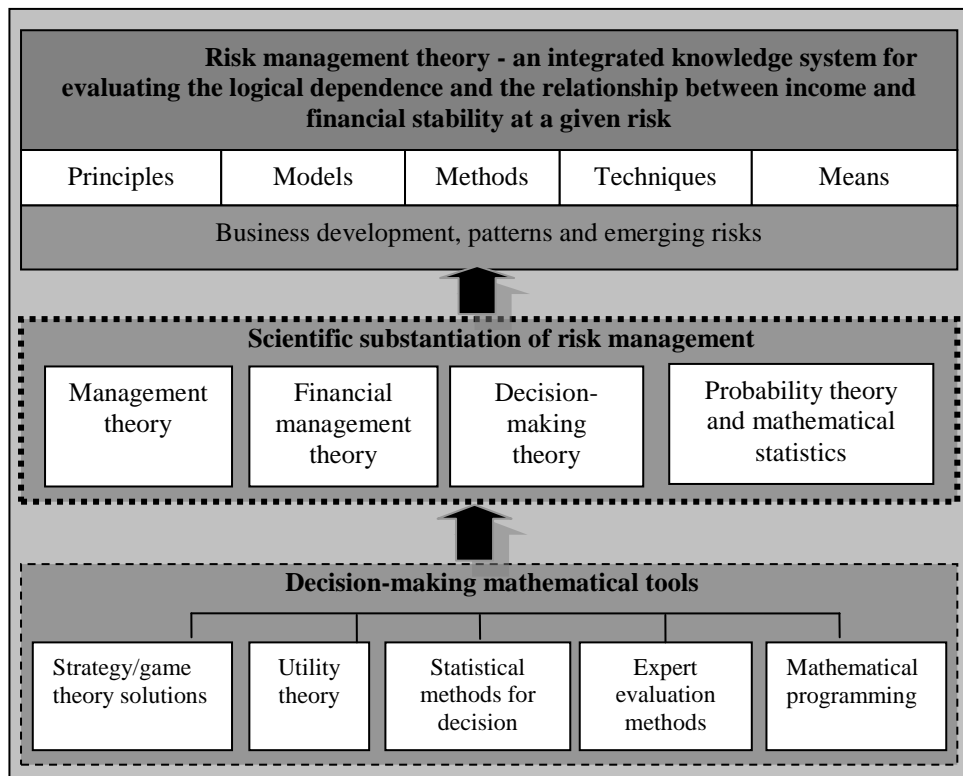 Risk management theory - an integrated knowledge system for
evaluating the logical dependence and the relationship between income and
financial stability at a given risk
Principles
Models
Methods
Techniques
Means
Business development, patterns and emerging risks
Scientific substantiation of risk management
Management
theory
Financial
management
theory
Decision-
making
theory
Probability theory
and mathematical
statistics
Decision-making mathematical tools
Strategy/game
theory solutions
Utility
theory
Statistical
methods for
decision
Expert
evaluation
methods
Mathematical
programming